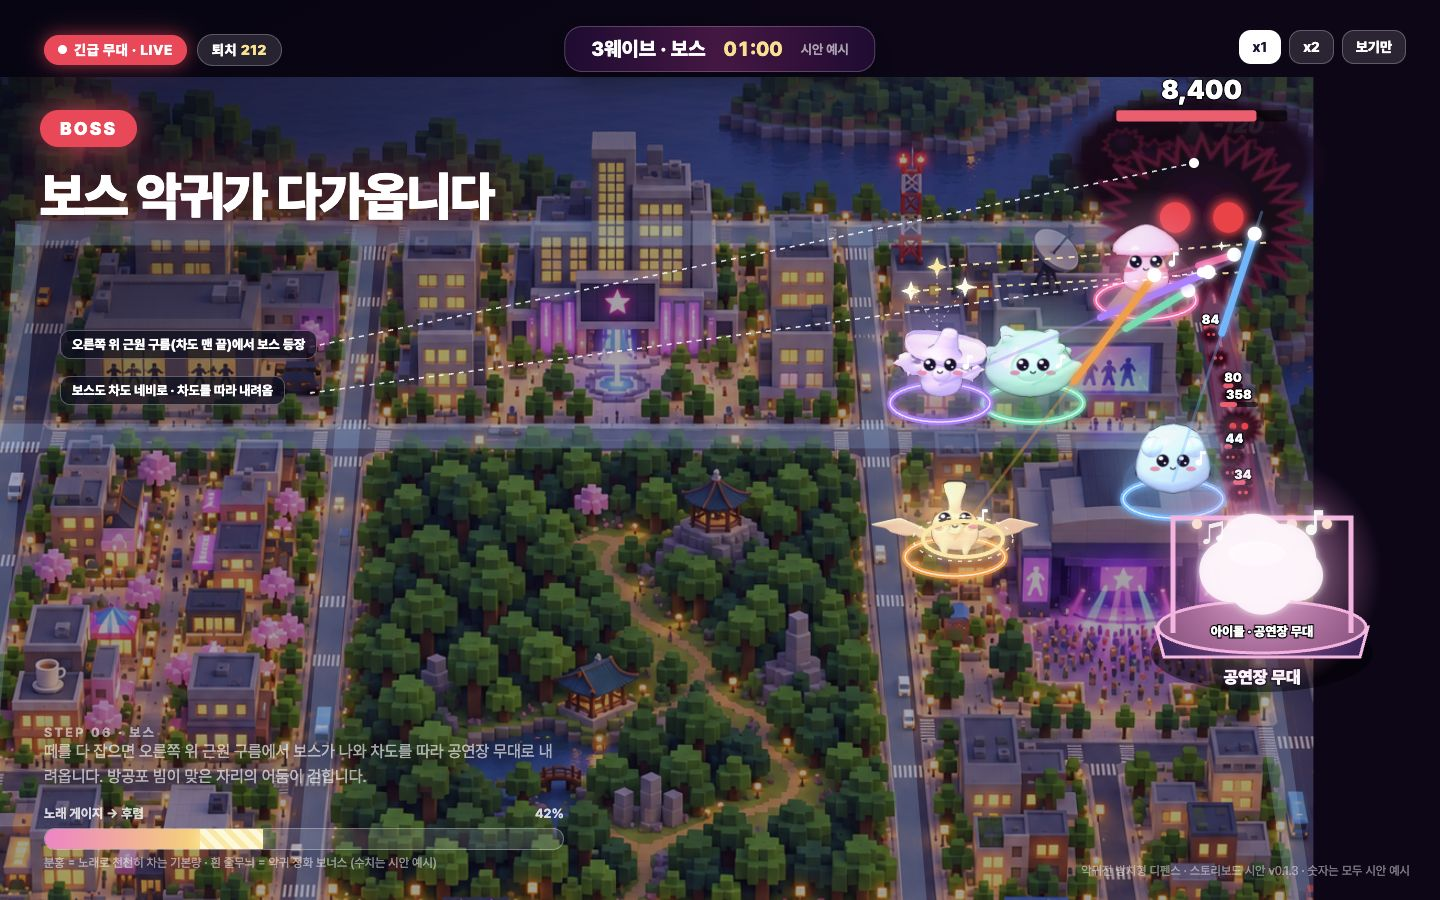 긴급 무대 · LIVE
퇴치 212
3웨이브 · 보스 01:00 시안 예시
x1
x2
보기만
8,400
-120
BOSS
보스 악귀가 다가옵니다
오른쪽 위 근원 구름(차도 맨 끝)에서 보스 등장
보스도 차도 네비로 · 차도를 따라 내려옴
84
80
358
44
34
아이돌 · 공연장 무대
공연장 무대
STEP 06 · 보스
떼를 다 잡으면 오른쪽 위 근원 구름에서 보스가 나와 차도를 따라 공연장 무대로 내
려옵니다. 방공포 빔이 맞은 자리의 어둠이 걷힙니다.
노래 게이지 → 후렴
42%
분홍 = 노래로 천천히 차는 기본량 · 흰 줄무늬 = 악귀 정화 보너스 (수치는 시안 예시)
디펜스 · 스토리보드 시안 v0.1.3 · 숫자는 모두 시안 예시